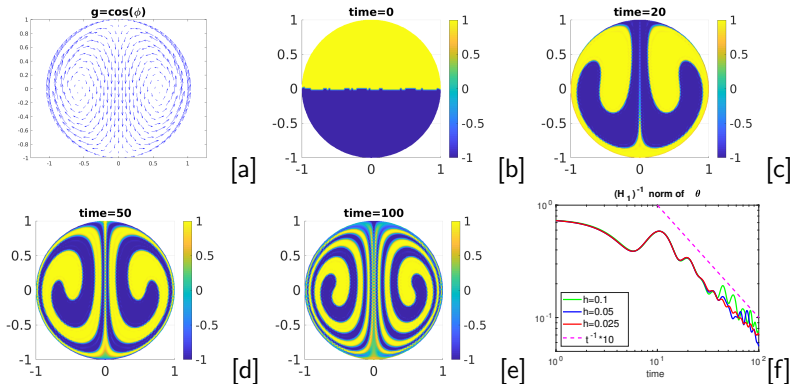 g=cos(ϕ)
1
0.8
0.6
0.4
0.2
0
-0.2
-0.4
-0.6
-0.8
-1
-1 -0.5 0 0.5 1
[a]
time=0
1
0.5
0
-0.5
-1
-1 0 1
1
0.5
0
-0.5
-1
[b]
time=20
1
0.5
0
-0.5
-1
-1 0 1
1
0.5
0
-0.5
-1
[c]
time=50
1
0.5
0
-0.5
-1
-1 0 1
1
0.5
0
-0.5
-1
[d]
time=100
1
0.5
0
-0.5
-1
-1 0 1
1
0.5
0
-0.5
-1
[e]
(H_1)^-1 norm of θ
10^0
10^-1
h=0.1
h=0.05
h=0.025
t^-1*10
10^0 10^1 10^2
time
[f]